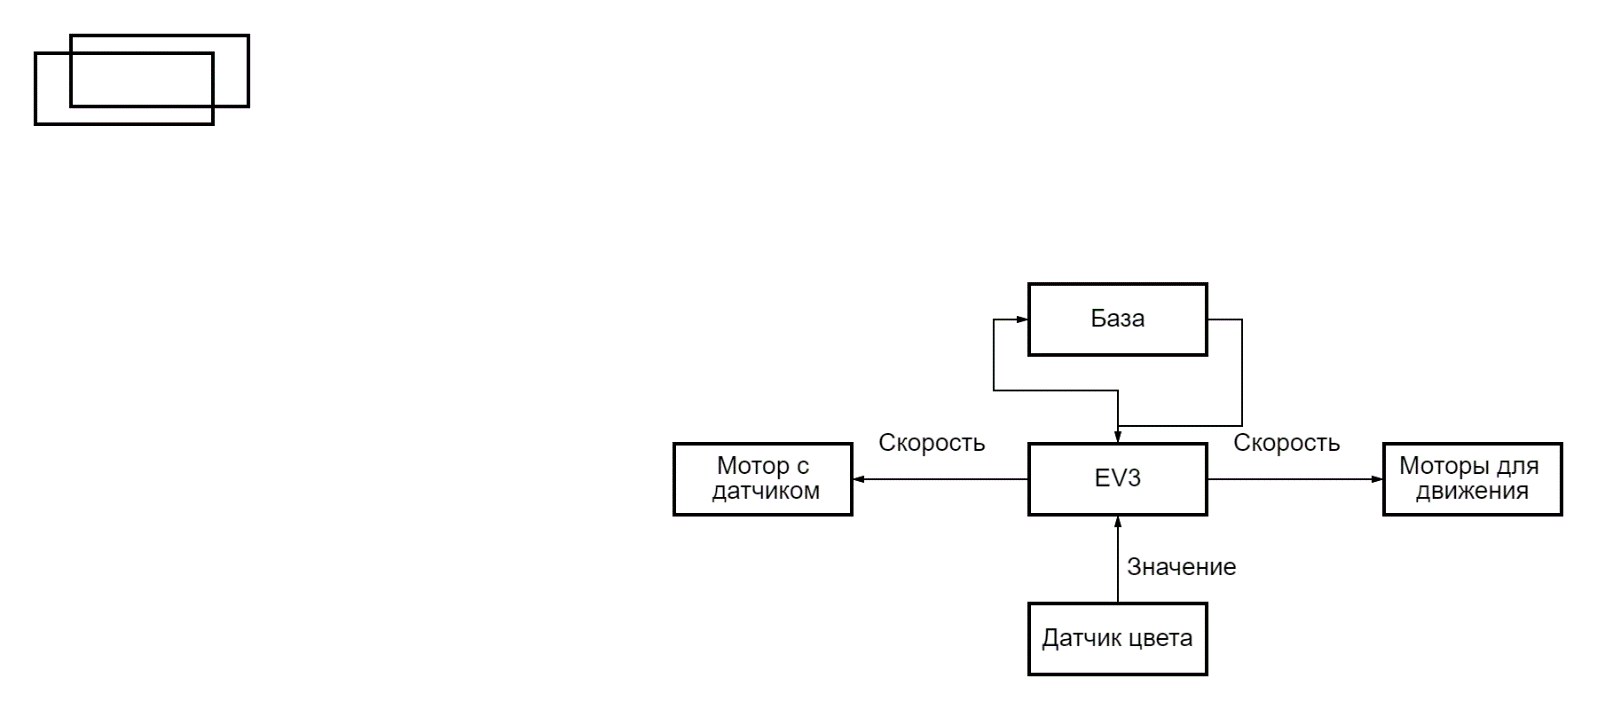 База
Скорость
Скорость
Мотор с
датчиком
EV3
Моторы для
движения
Значение
Датчик цвета